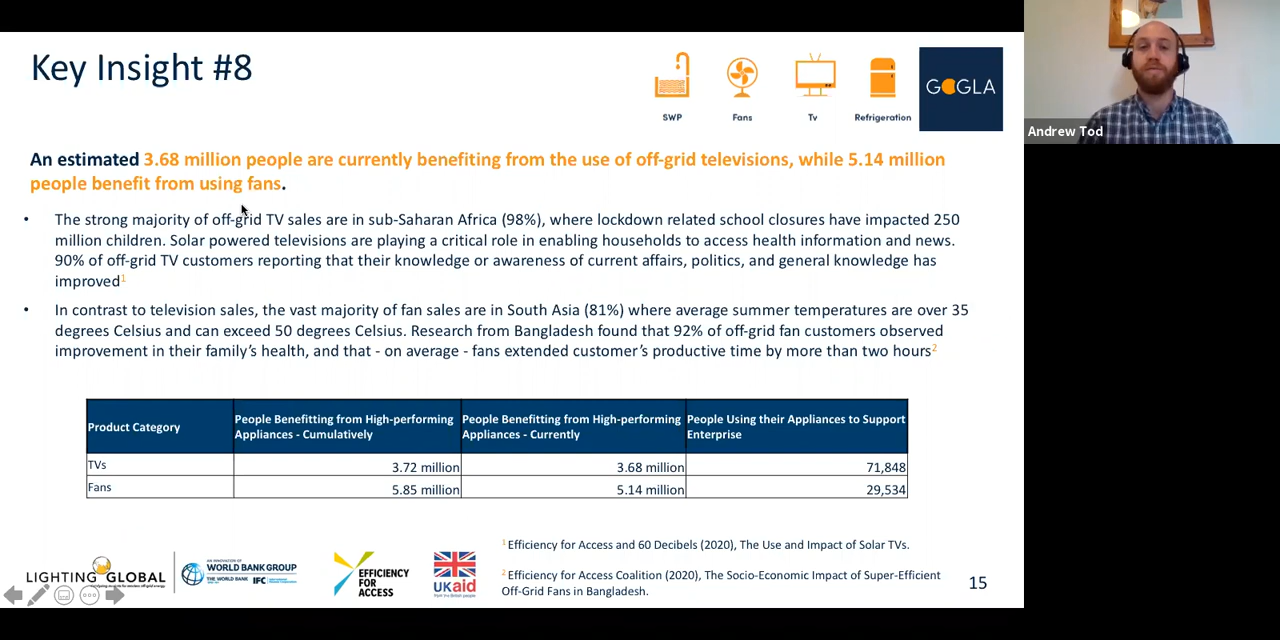 Key Insight #8
SWP
Fans
Tv
Refrigeration
GOGLA
Andrew Tod
An estimated 3.68 million people are currently benefiting from the use of off-grid televisions, while 5.14 million
people benefit from using fans.
• The strong majority of off-grid TV sales are in sub-Saharan Africa (98%), where lockdown related school closures have impacted 250
million children. Solar powered televisions are playing a critical role in enabling households to access health information and news.
90% of off-grid TV customers reporting that their knowledge or awareness of current affairs, politics, and general knowledge has
improved1
• In contrast to television sales, the vast majority of fan sales are in South Asia (81%) where average summer temperatures are over 35
degrees Celsius and can exceed 50 degrees Celsius. Research from Bangladesh found that 92% of off-grid fan customers observed
improvement in their family's health, and that - on average - fans extended customer's productive time by more than two hours2
Product Category
People Benefitting from High-performing
Appliances - Cumulatively
People Benefitting from High-performing
Appliances - Currently
People Using their Appliances to Support
Enterprise
TVs 3.72 million 3.68 million 71,848
Fans 5.85 million 5.14 million 29,534
1 Efficiency for Access and 60 Decibels (2020), The Use and Impact of Solar TVs.
2 Efficiency for Access Coalition (2020), The Socio-Economic Impact of Super-Efficient
Off-Grid Fans in Bangladesh.
LIGHTING GLOBAL
WORLD BANK GROUP
THE WORLD BANK IFC
EFFICIENCY
FOR
ACCESS
UKaid
from the British people
15